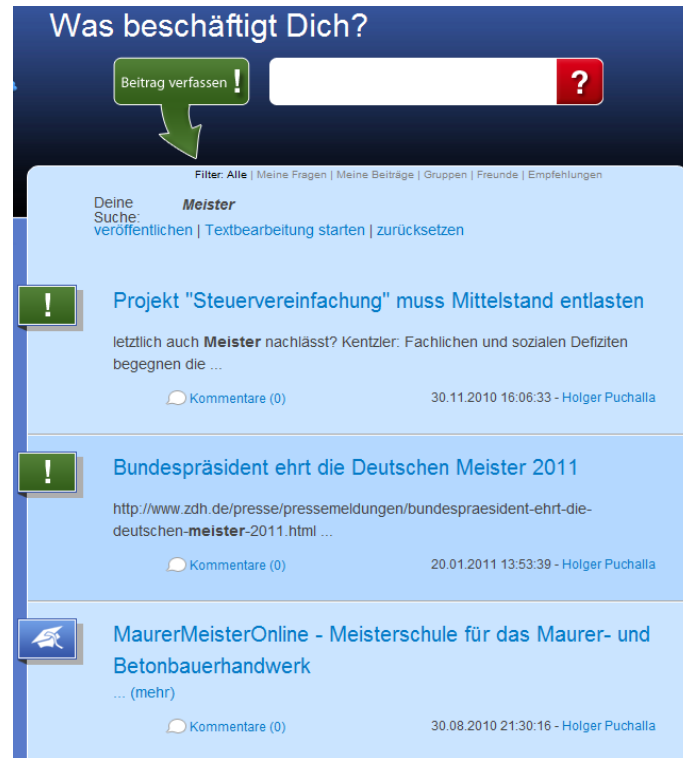 Was beschäftigt Dich?
Beitrag verfassen !
?
Filter: Alle | Meine Fragen | Meine Beiträge | Gruppen | Freunde | Empfehlungen
Deine Suche: Meister
veröffentlichen | Textbearbeitung starten | zurücksetzen
!
Projekt "Steuervereinfachung" muss Mittelstand entlasten
letztlich auch Meister nachlässt? Kentzler: Fachlichen und sozialen Defiziten
begegnen die ...
Kommentare (0) 30.11.2010 16:06:33 - Holger Puchalla
!
Bundespräsident ehrt die Deutschen Meister 2011
http://www.zdh.de/presse/pressemeldungen/bundespraesident-ehrt-die-
deutschen-meister-2011.html ...
Kommentare (0) 20.01.2011 13:53:39 - Holger Puchalla
MaurerMeisterOnline - Meisterschule für das Maurer- und
Betonbauerhandwerk
... (mehr)
Kommentare (0) 30.08.2010 21:30:16 - Holger Puchalla